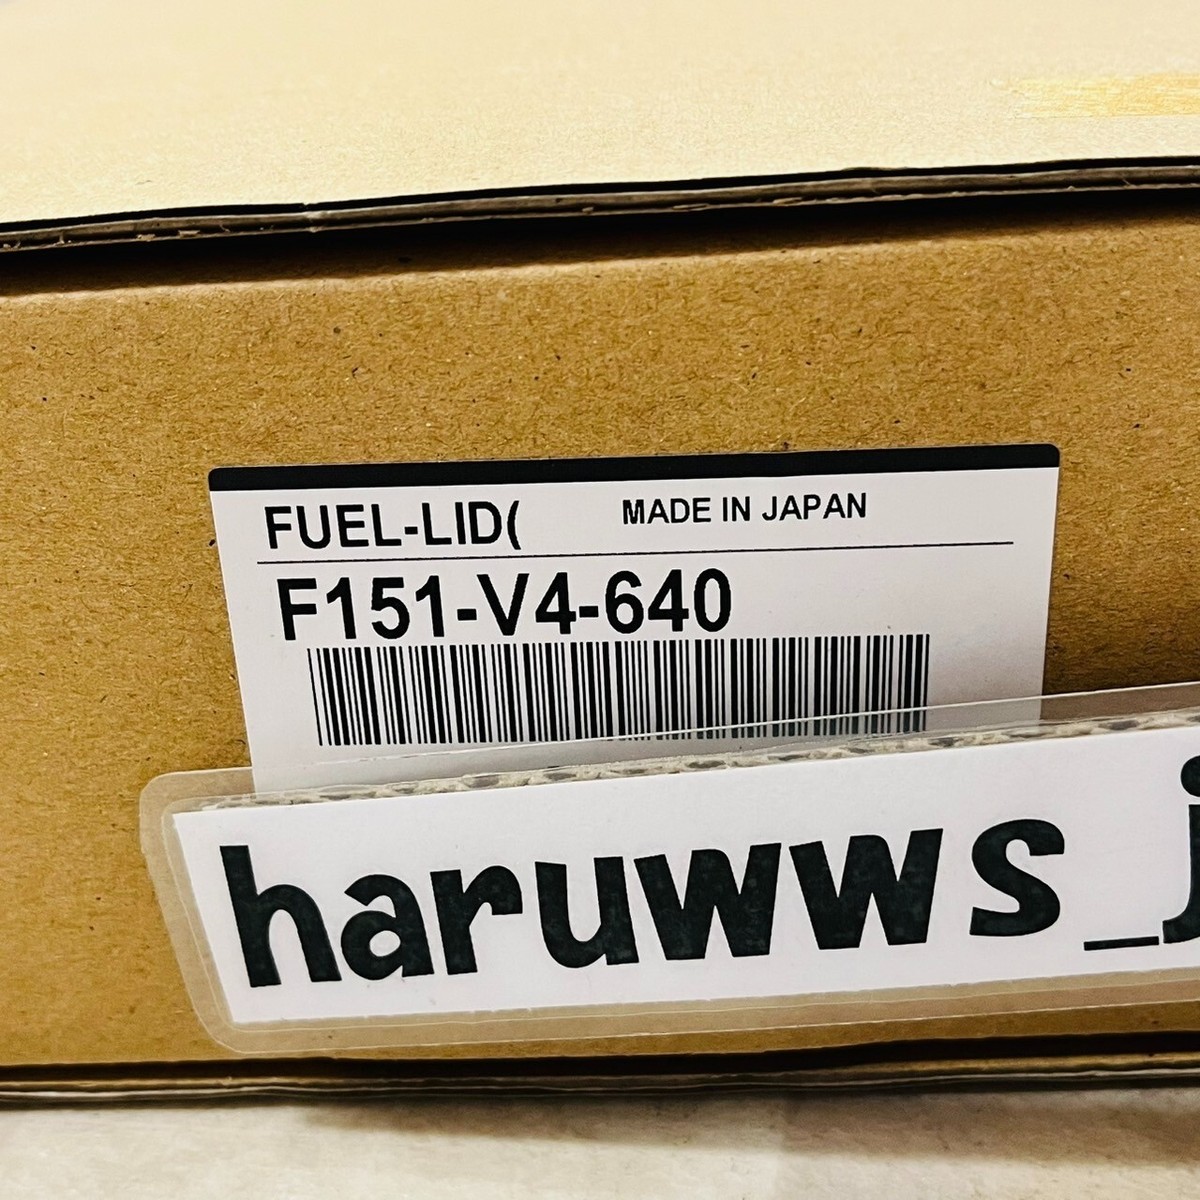 FUEL-LID(
MADE IN JAPAN
F151-V4-640
haruwws_j